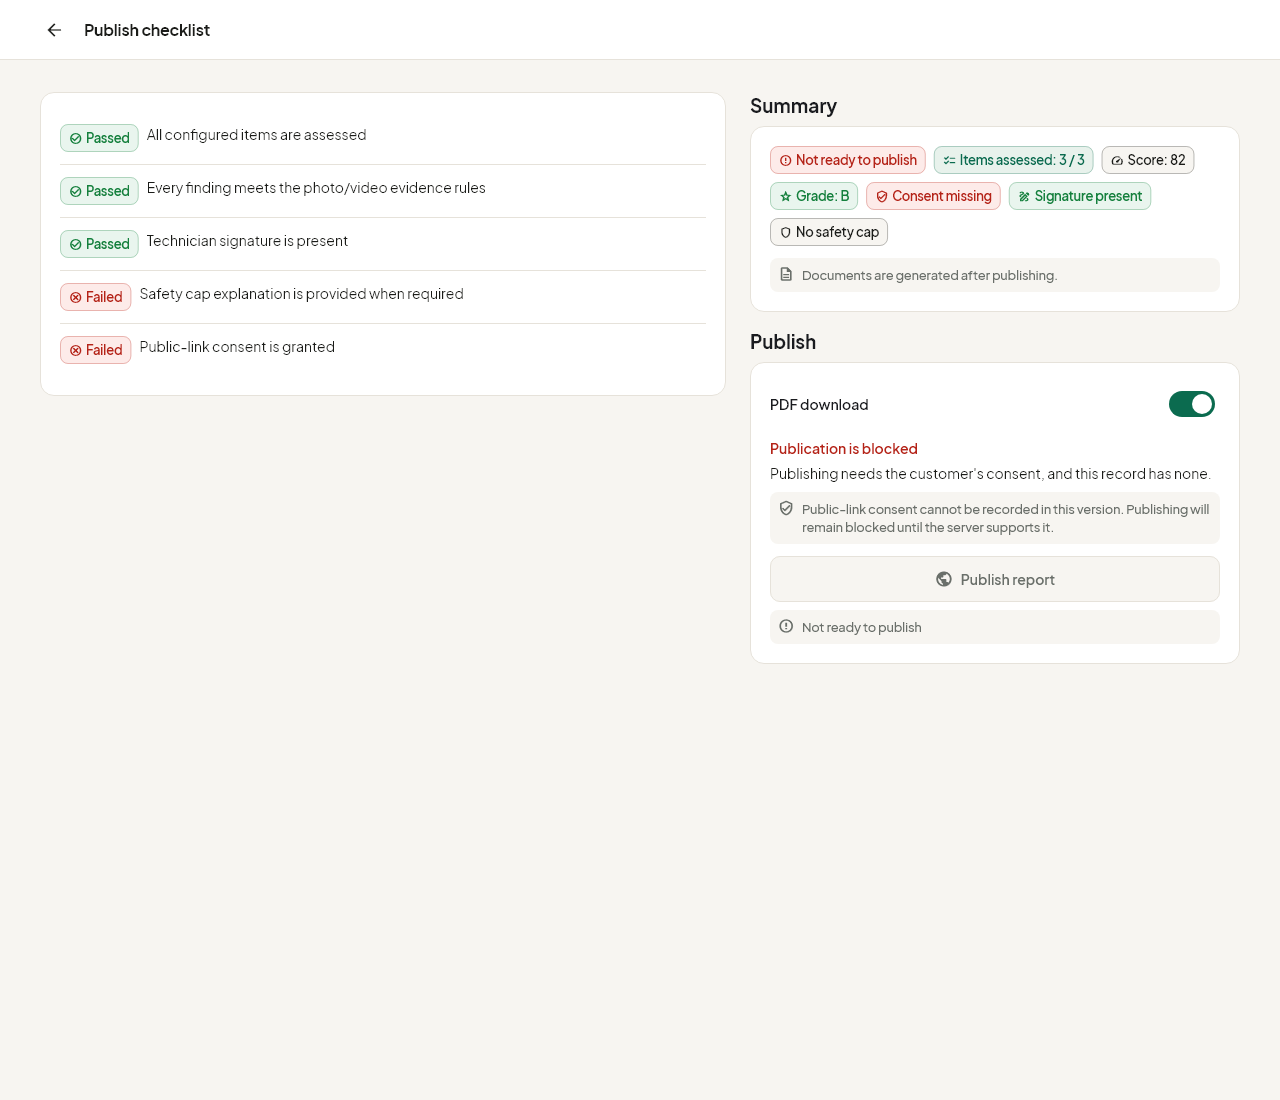 Publish checklist
Passed All configured items are assessed
Passed Every finding meets the photo/video evidence rules
Passed Technician signature is present
Failed Safety cap explanation is provided when required
Failed Public-link consent is granted
Summary
Not ready to publish Items assessed: 3 / 3 Score: 82
Grade: B Consent missing Signature present
No safety cap
Documents are generated after publishing.
Publish
PDF download
Publication is blocked
Publishing needs the customer's consent, and this record has none.
Public-link consent cannot be recorded in this version. Publishing will
remain blocked until the server supports it.
Publish report
Not ready to publish